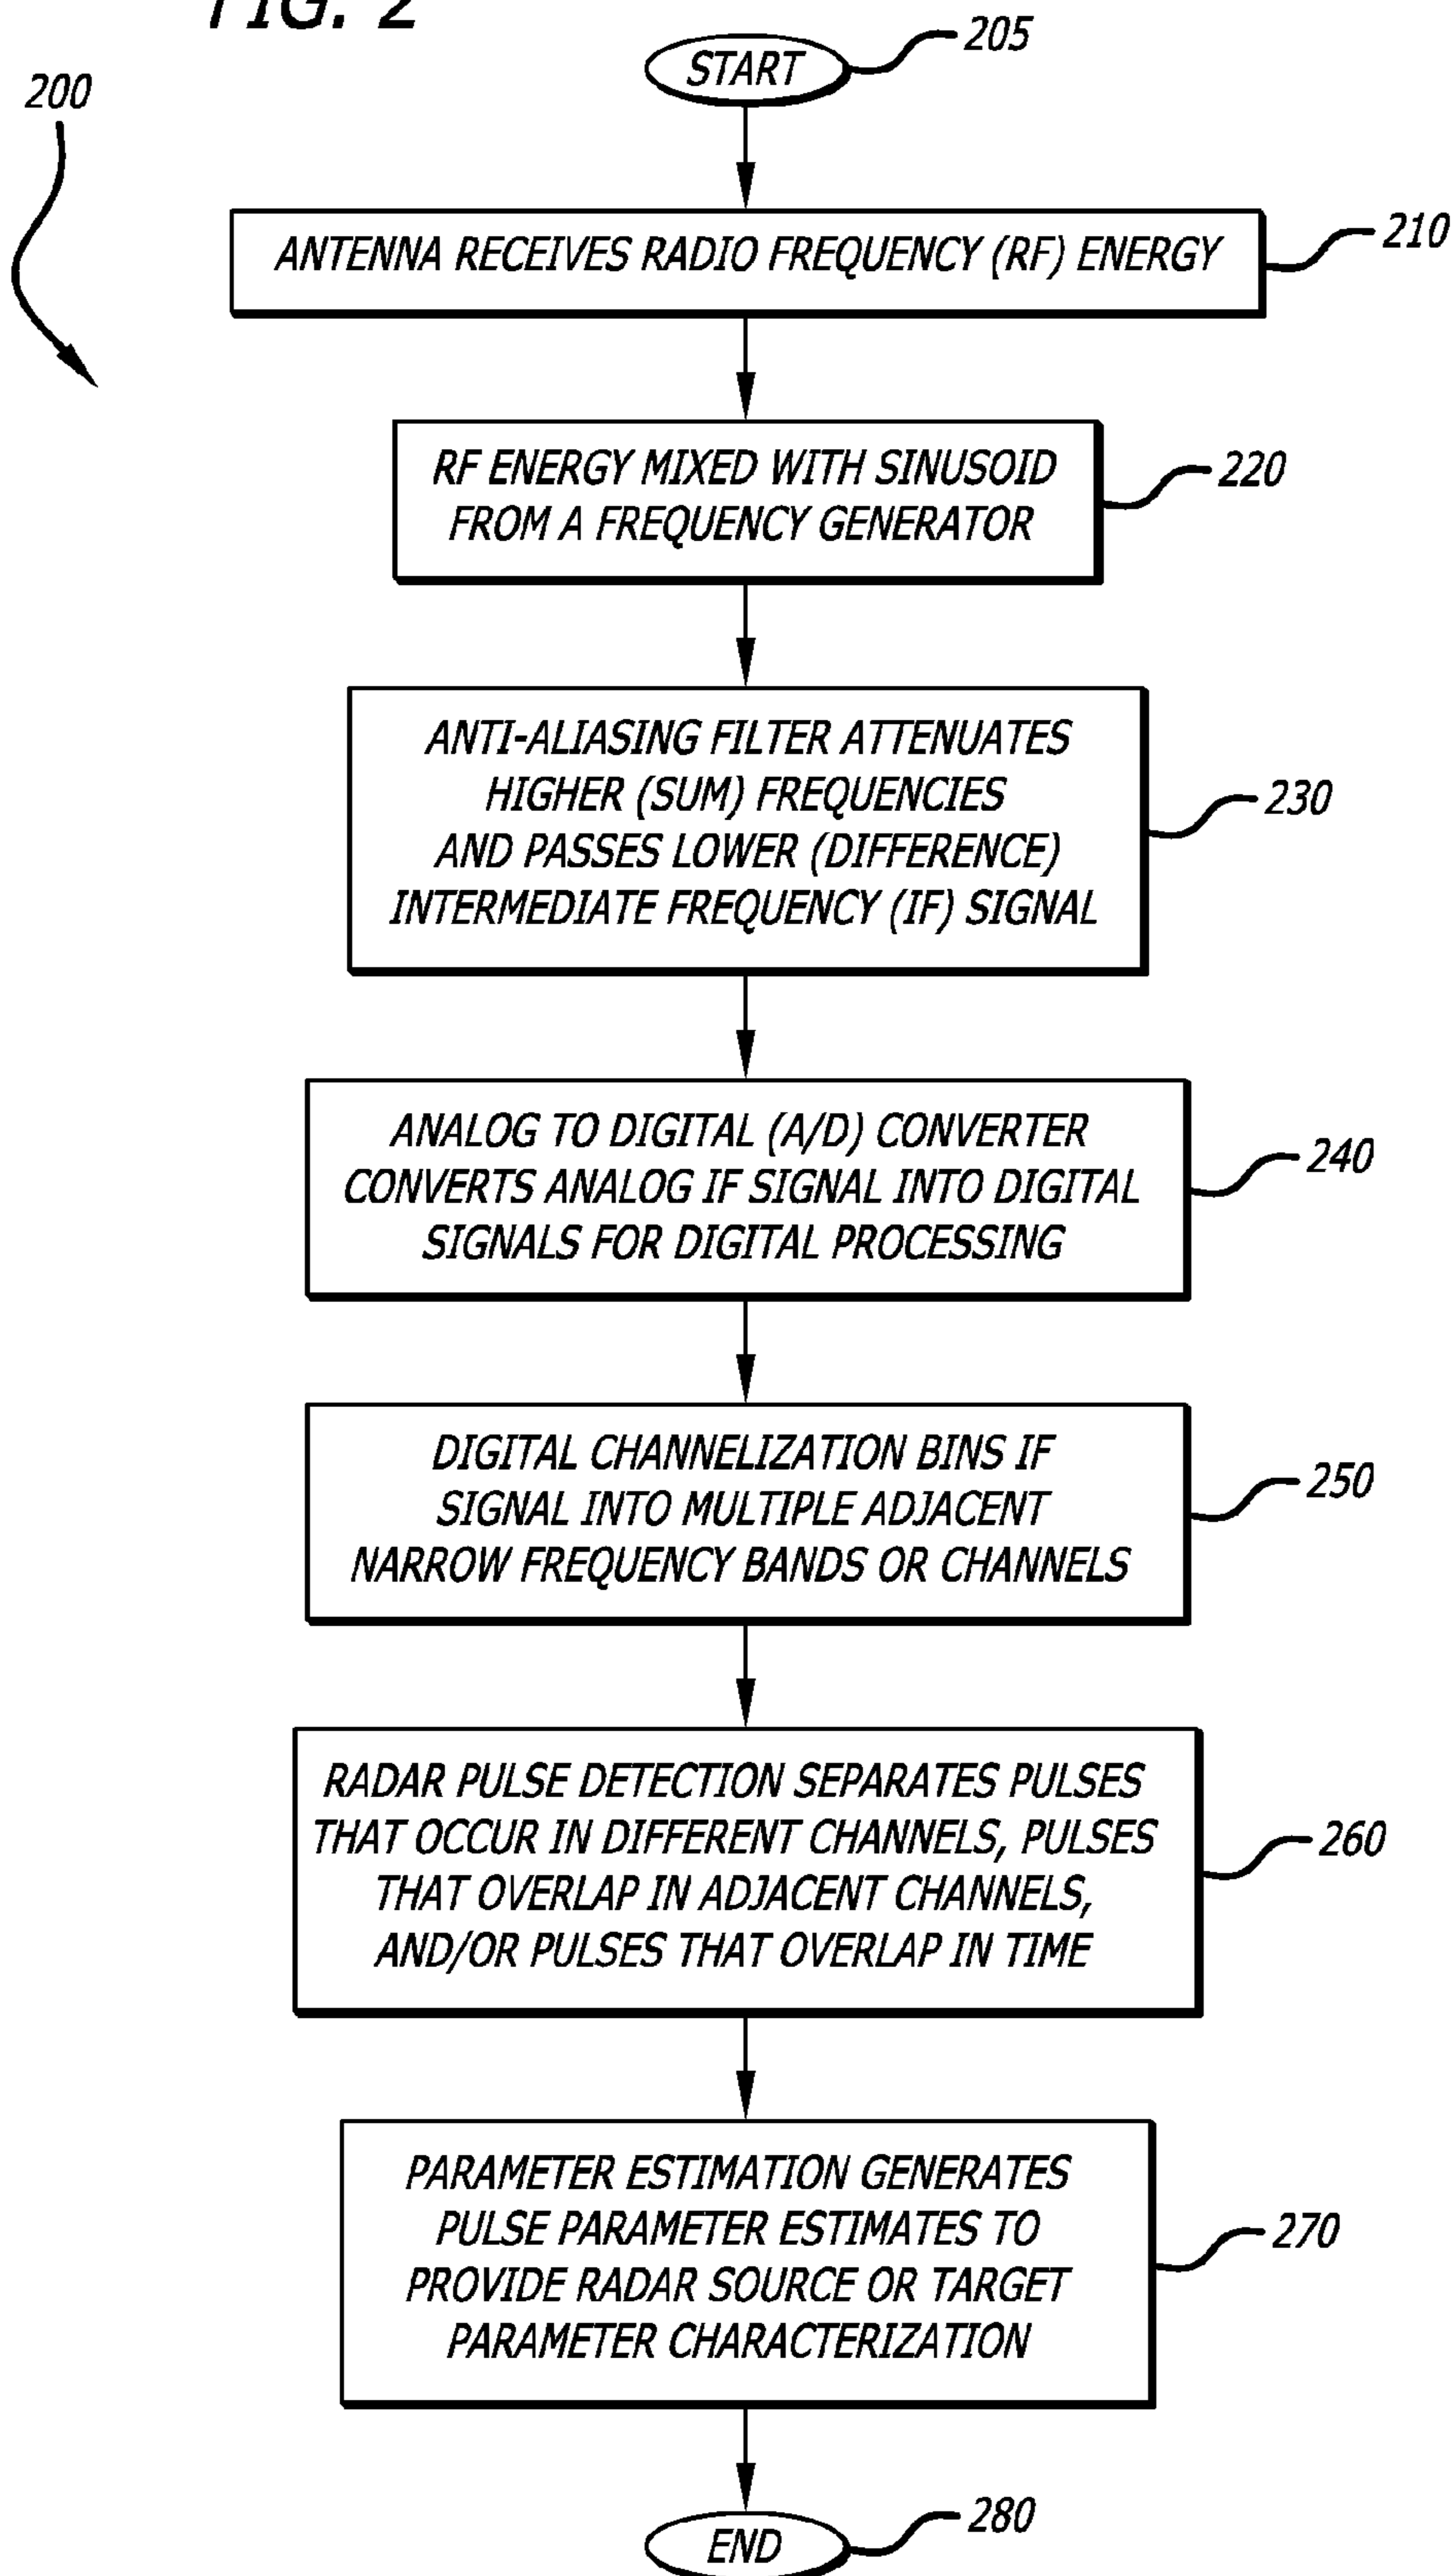 FIG. 2
200
START
205
ANTENNA RECEIVES RADIO FREQUENCY (RF) ENERGY
210
RF ENERGY MIXED WITH SINUSOID
FROM A FREQUENCY GENERATOR
220
ANTI-ALIASING FILTER ATTENUATES
HIGHER (SUM) FREQUENCIES
AND PASSES LOWER (DIFFERENCE)
INTERMEDIATE FREQUENCY (IF) SIGNAL
230
ANALOG TO DIGITAL (A/D) CONVERTER
CONVERTS ANALOG IF SIGNAL INTO DIGITAL
SIGNALS FOR DIGITAL PROCESSING
240
DIGITAL CHANNELIZATION BINS IF
SIGNAL INTO MULTIPLE ADJACENT
NARROW FREQUENCY BANDS OR CHANNELS
250
RADAR PULSE DETECTION SEPARATES PULSES
THAT OCCUR IN DIFFERENT CHANNELS, PULSES
THAT OVERLAP IN ADJACENT CHANNELS,
AND/OR PULSES THAT OVERLAP IN TIME
260
PARAMETER ESTIMATION GENERATES
PULSE PARAMETER ESTIMATES TO
PROVIDE RADAR SOURCE OR TARGET
PARAMETER CHARACTERIZATION
270
END
280